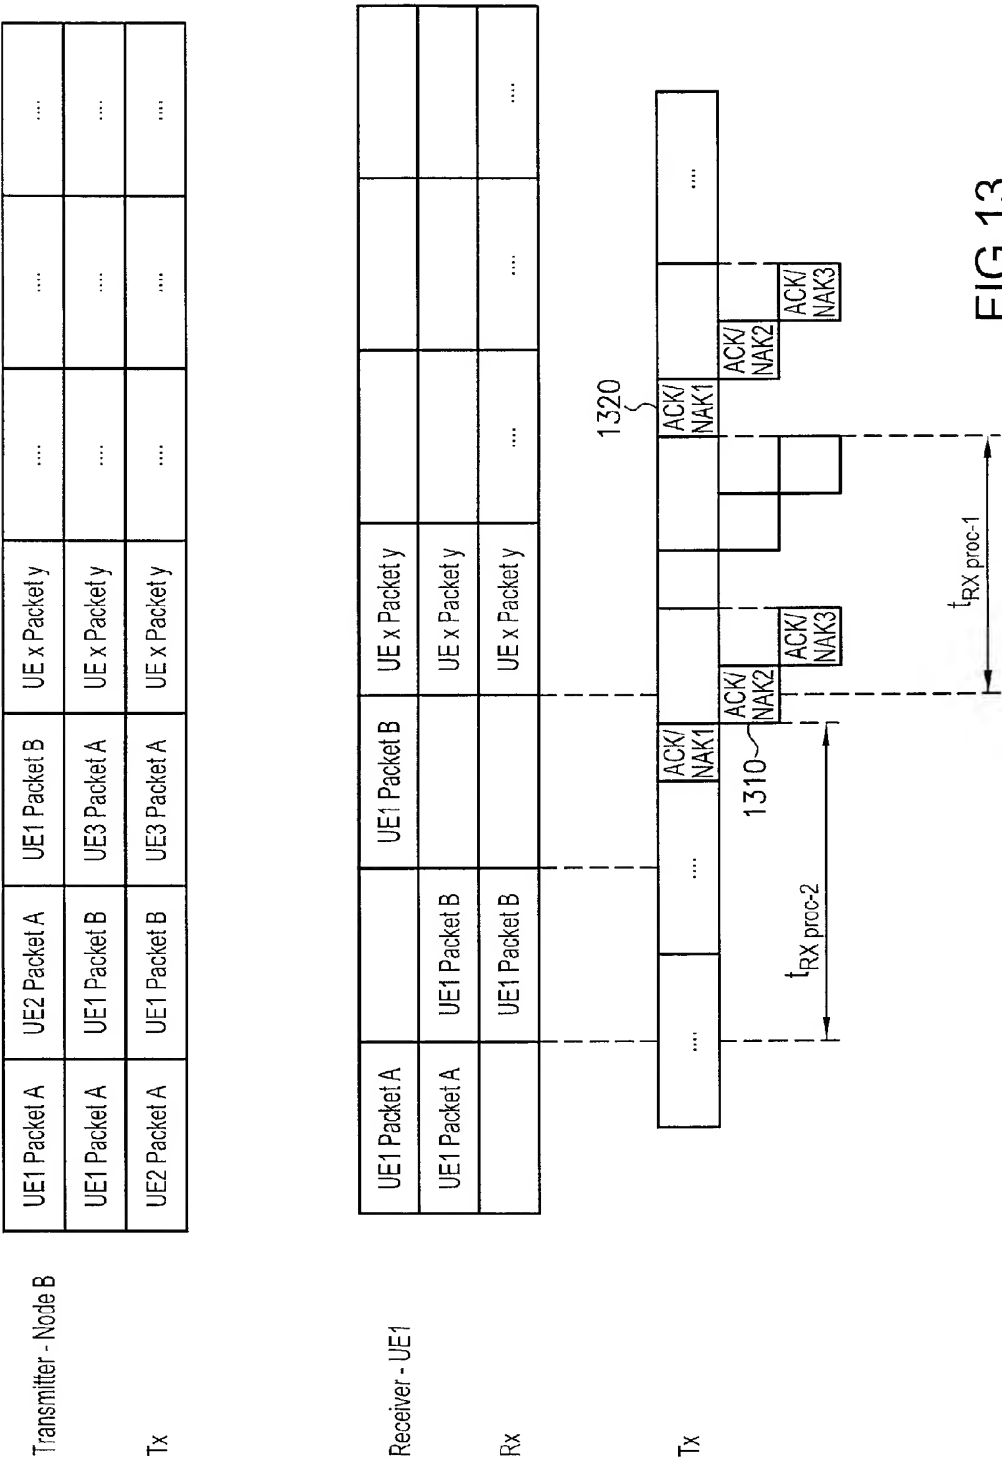 Transmitter - Node B
UE1 Packet A UE2 Packet A UE1 Packet B UE x Packet y .... .... ....
UE1 Packet A UE1 Packet B UE3 Packet A UE x Packet y .... .... ....
Tx
UE2 Packet A UE1 Packet B UE3 Packet A UE x Packet y .... .... ....
Receiver - UE1
UE1 Packet A UE1 Packet B UE x Packet y
UE1 Packet A UE1 Packet B UE x Packet y
Rx
UE1 Packet B UE x Packet y .... .... ....
1320
Tx
.... .... ACK/
NAK1
ACK/
NAK1
....
1310
ACK/
NAK2
ACK/
NAK2
ACK/
NAK3
ACK/
NAK3
tRX proc-2
tRX proc-1
FIG.13